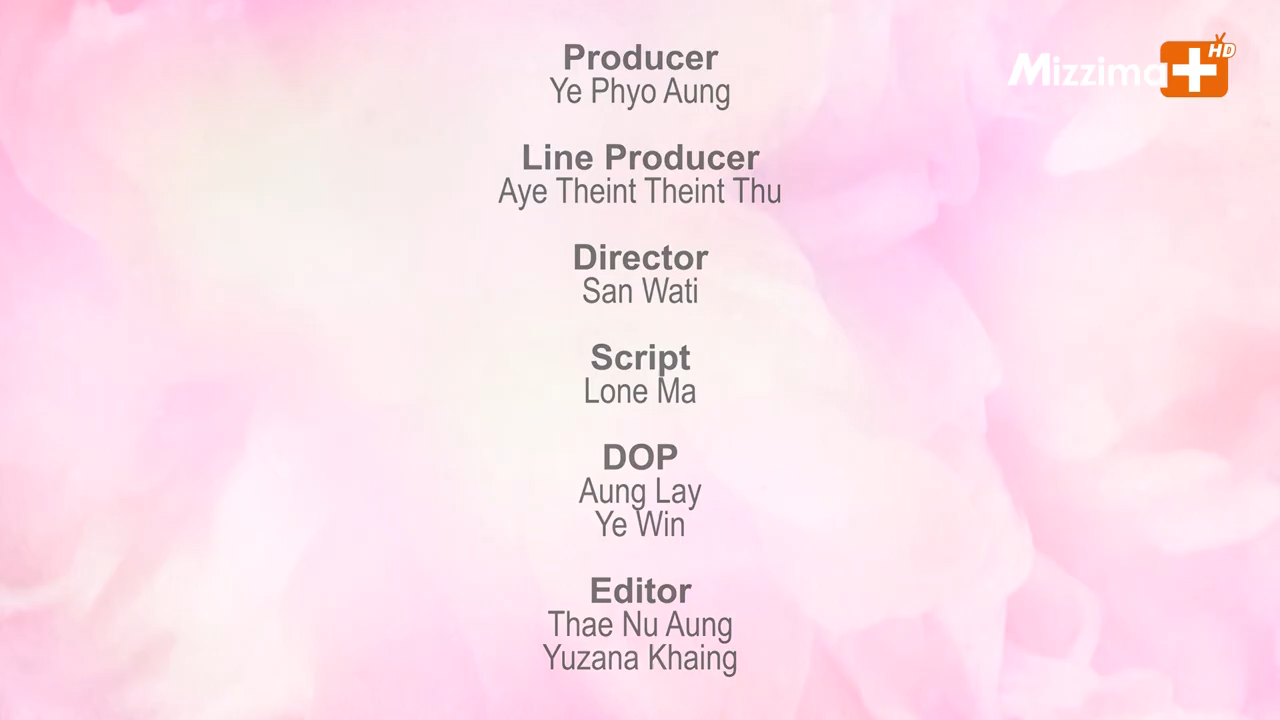 Producer
Ye Phyo Aung
Mizzima+ HD
Line Producer
Aye Theint Theint Thu
Director
San Wati
Script
Lone Ma
DOP
Aung Lay
Ye Win
Editor
Thae Nu Aung
Yuzana Khaing